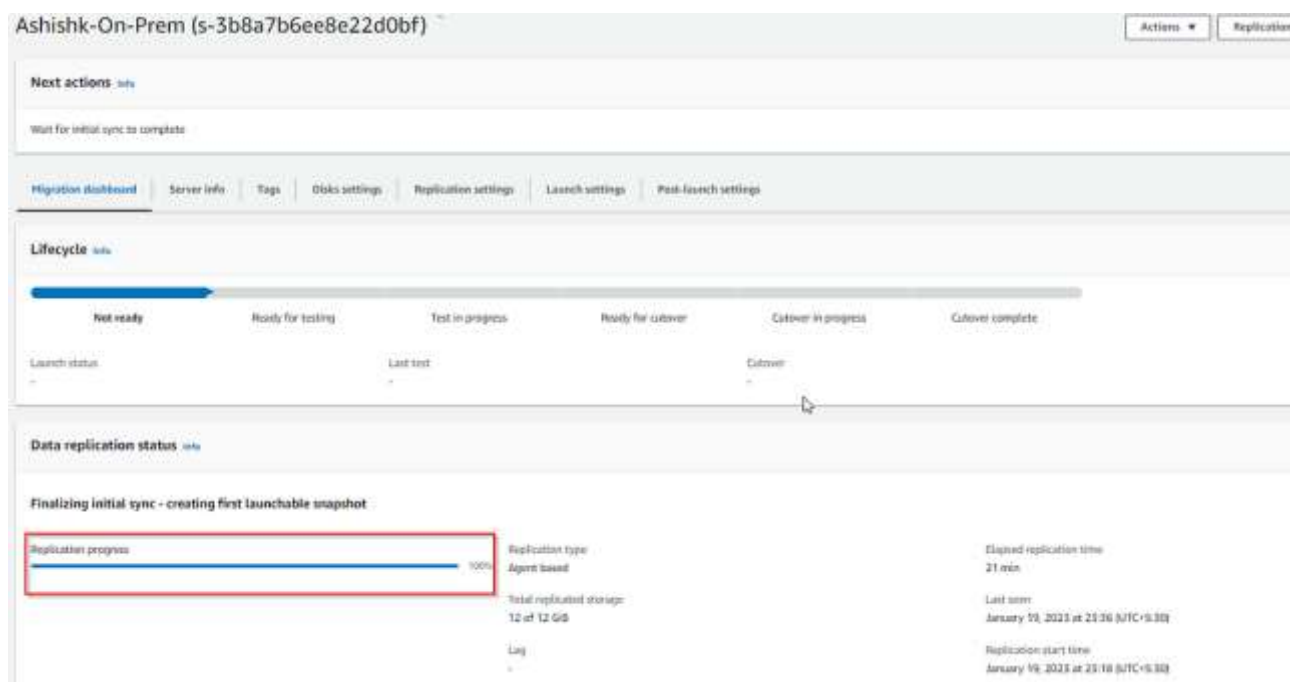 Ashishk-On-Prem (s-3b8a7b6ee8e22d0bf)
Actions ▼
Replication
Next actions Info
Wait for initial sync to complete
Migration dashboard
Server info
Tags
Disks settings
Replication settings
Launch settings
Post-launch settings
Lifecycle Info
Not ready
Ready for testing
Test in progress
Ready for cutover
Cutover in progress
Cutover complete
Launch status
-
Last test
-
Cutover
-
Data replication status Info
Finalizing initial sync - creating first launchable snapshot
Replication progress
100%
Replication type
Agent based
Total replicated storage
12 of 12 GiB
Lag
-
Elapsed replication time
21 min
Last seen
January 19, 2023 at 23:36 (UTC+5:30)
Replication start time
January 19, 2023 at 23:18 (UTC+5:30)